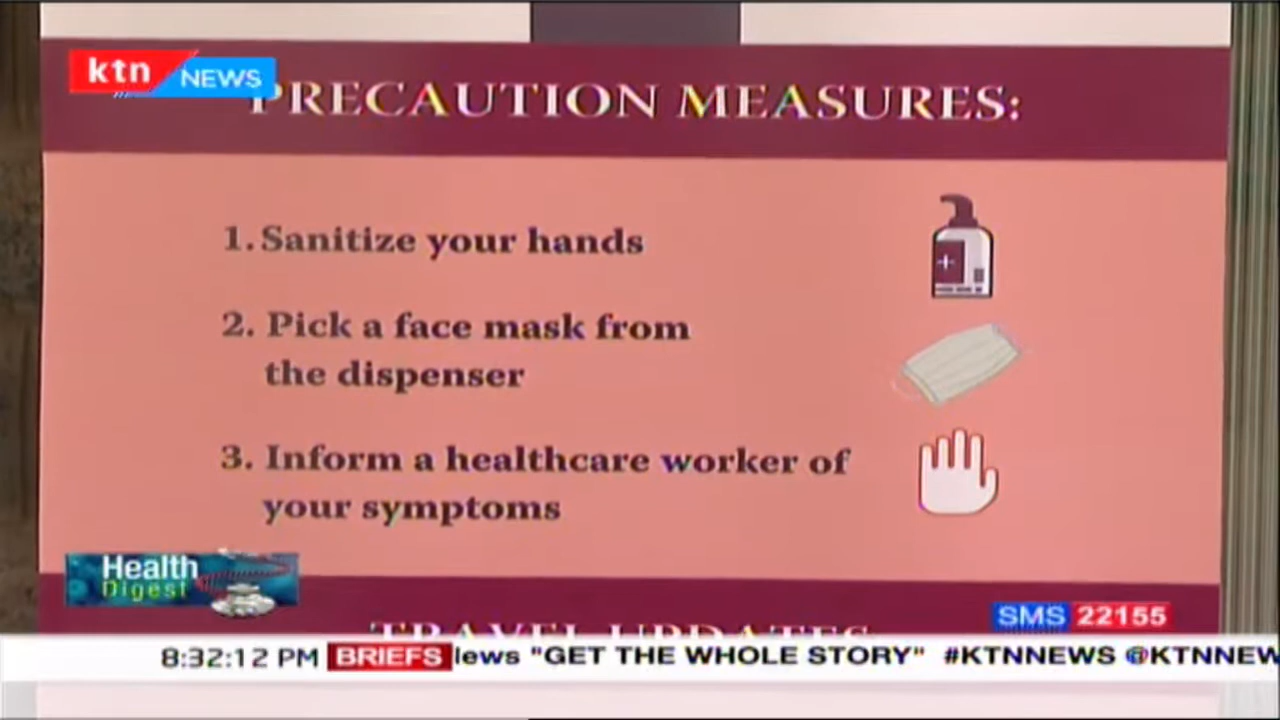 ktn NEWS
PRECAUTION MEASURES:
1. Sanitize your hands
2. Pick a face mask from
the dispenser
3. Inform a healthcare worker of
your symptoms
Health
Digest
TRAVEL UPDATES
SMS 22155
8:32:12 PM BRIEFS lews "GET THE WHOLE STORY" #KTNNEWS @KTNNEW